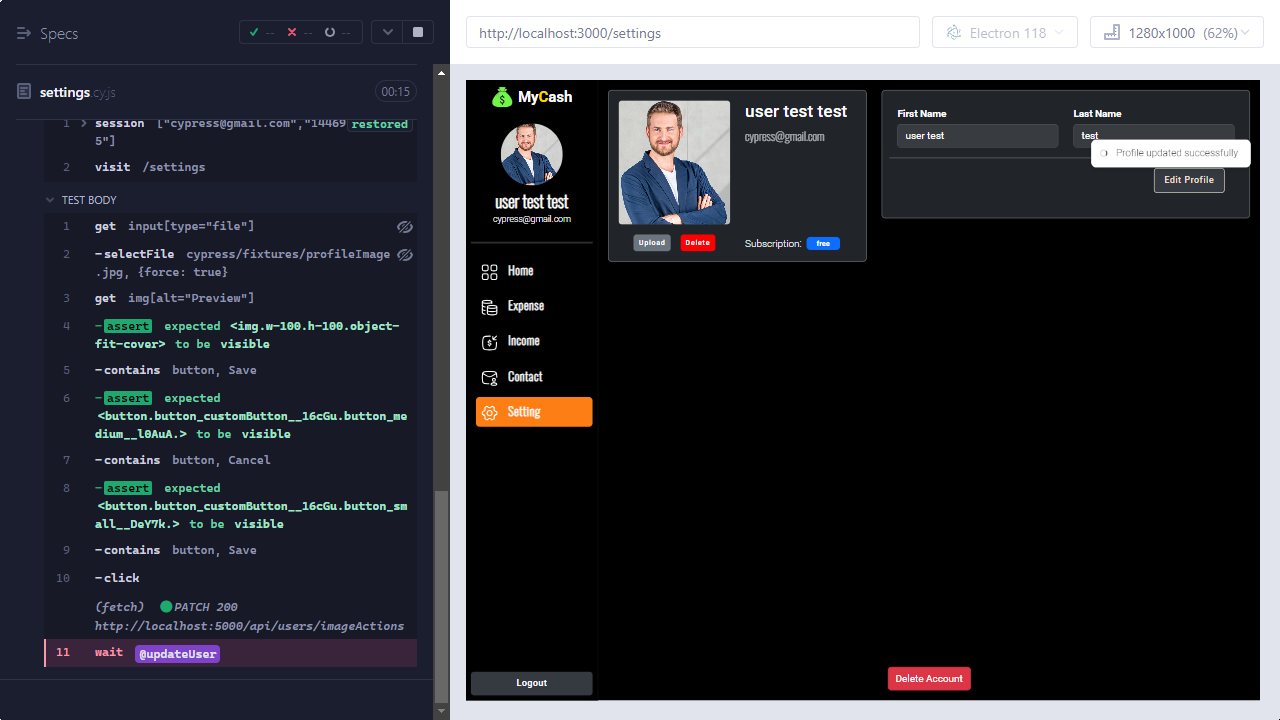 Specs
--
--
--
http://localhost:3000/settings
Electron 118
1280x1000 (62%)
settings.cy.js
00:15
1 session ["cypress@gmail.com","14469 restored
5"]
2 visit /settings
TEST BODY
1 get input[type="file"]
2 -selectFile cypress/fixtures/profileImage
.jpg, {force: true}
3 get img[alt="Preview"]
4 -assert expected <img.w-100.h-100.object-
fit-cover> to be visible
5 -contains button, Save
6 -assert expected
<button.button_customButton__16cGu.button_me
dium__l0AuA.> to be visible
7 -contains button, Cancel
8 -assert expected
<button.button_customButton__16cGu.button_sm
all__DeY7k.> to be visible
9 -contains button, Save
10 -click
(fetch) PATCH 200
http://localhost:5000/api/users/imageActions
11 wait @updateUser
MyCash
user test test
cypress@gmail.com
Home
Expense
Income
Contact
Setting
Logout
user test test
cypress@gmail.com
Upload
Delete
Subscription: free
First Name
Last Name
user test
test
Profile updated successfully
Edit Profile
Delete Account